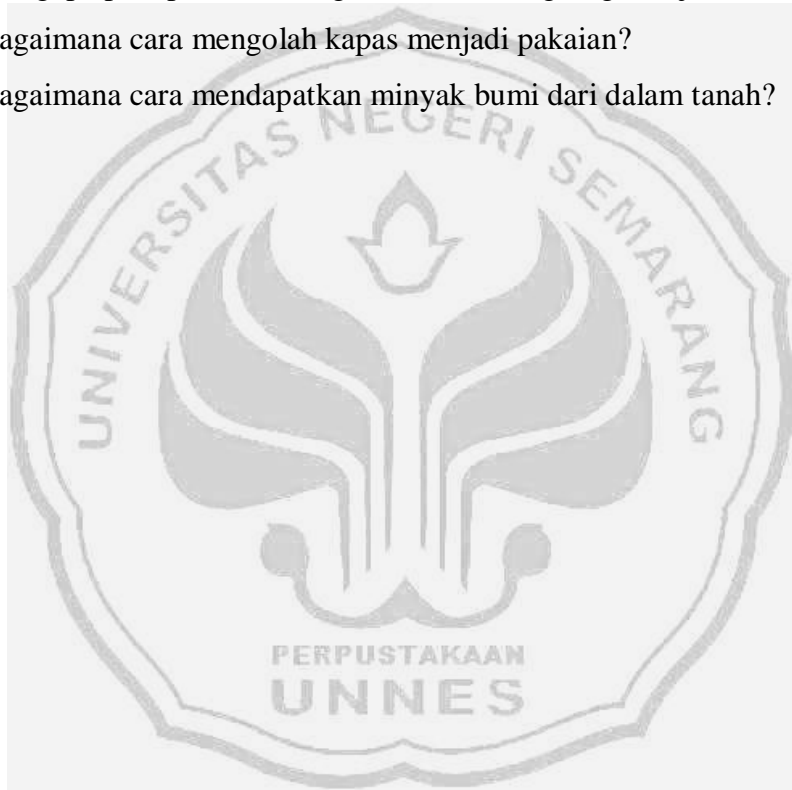 agaimana cara mengolah kapas menjadi pakaian?
agaimana cara mendapatkan minyak bumi dari dalam tanah?
UNIVERSITAS NEGERI SEMARANG
PERPUSTAKAAN
UNNES